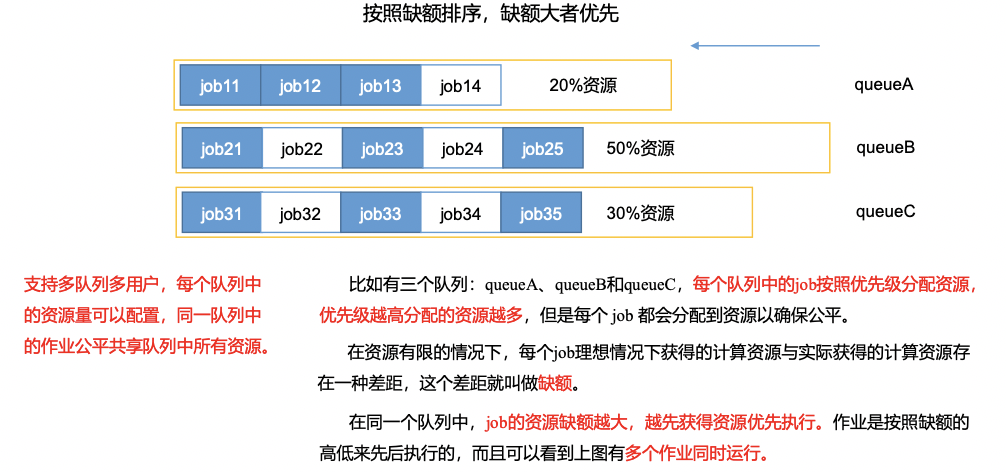 按照缺额排序，缺额大者优先
job11 job12 job13 job14 20%资源 queueA
job21 job22 job23 job24 job25 50%资源 queueB
job31 job32 job33 job34 job35 30%资源 queueC
支持多队列多用户，每个队列中
的资源量可以配置，同一队列中
的作业公平共享队列中所有资源。
比如有三个队列：queueA、queueB和queueC，每个队列中的job按照优先级分配资源，
优先级越高分配的资源越多，但是每个 job 都会分配到资源以确保公平。
在资源有限的情况下，每个job理想情况下获得的计算资源与实际获得的计算资源存
在一种差距，这个差距就叫做缺额。
在同一个队列中，job的资源缺额越大，越先获得资源优先执行。作业是按照缺额的
高低来先后执行的，而且可以看到上图有多个作业同时运行。